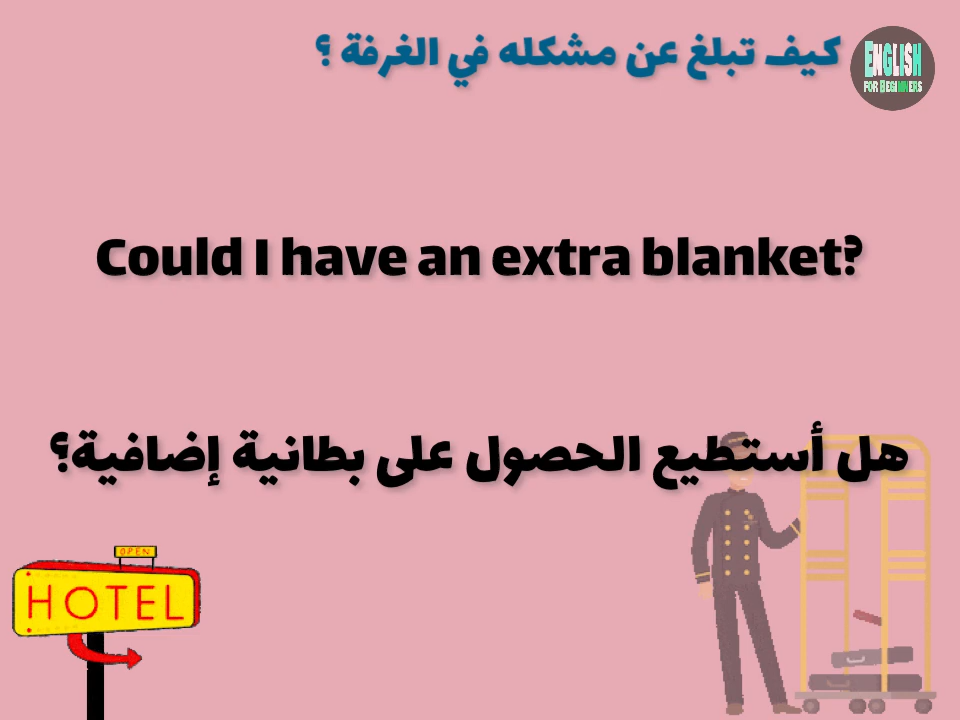 كيف تبلغ عن مشكله في الغرفة ؟
ENGLISH
FOR BEGINNERS
Could I have an extra blanket?
هل أستطيع الحصول على بطانية إضافية؟
OPEN
HOTEL